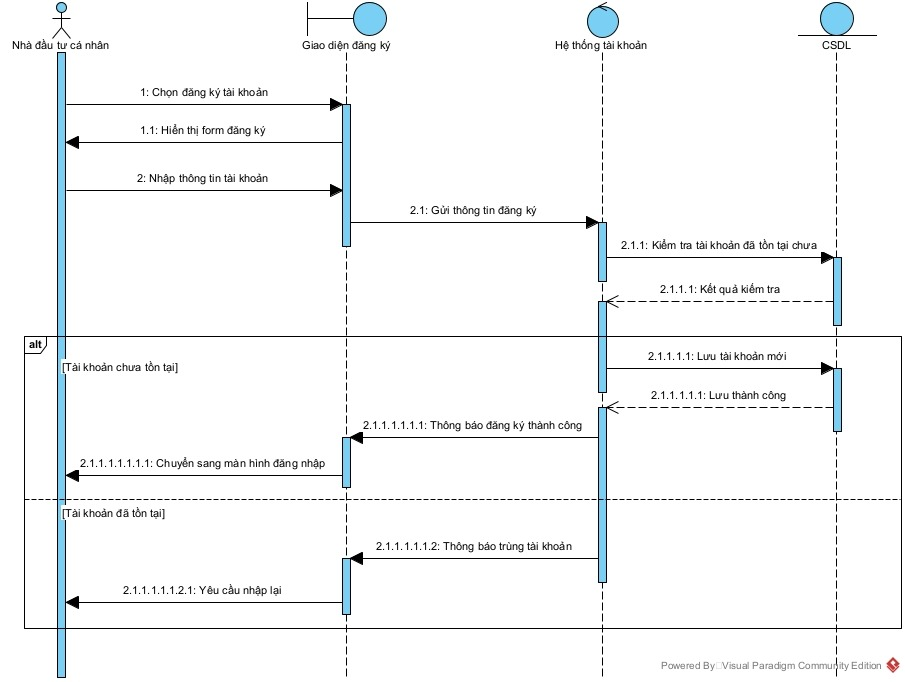 Nhà đầu tư cá nhân
Giao diện đăng ký
Hệ thống tài khoản
CSDL
1: Chọn đăng ký tài khoản
1.1: Hiển thị form đăng ký
2: Nhập thông tin tài khoản
2.1: Gửi thông tin đăng ký
2.1.1: Kiểm tra tài khoản đã tồn tại chưa
2.1.1.1: Kết quả kiểm tra
alt
2.1.1.1.1: Lưu tài khoản mới
[Tài khoản chưa tồn tại]
2.1.1.1.1.1: Lưu thành công
2.1.1.1.1.1.1: Thông báo đăng ký thành công
2.1.1.1.1.1.1.1: Chuyển sang màn hình đăng nhập
[Tài khoản đã tồn tại]
2.1.1.1.1.1.2: Thông báo trùng tài khoản
2.1.1.1.1.1.2.1: Yêu cầu nhập lại
Powered By Visual Paradigm Community Edition